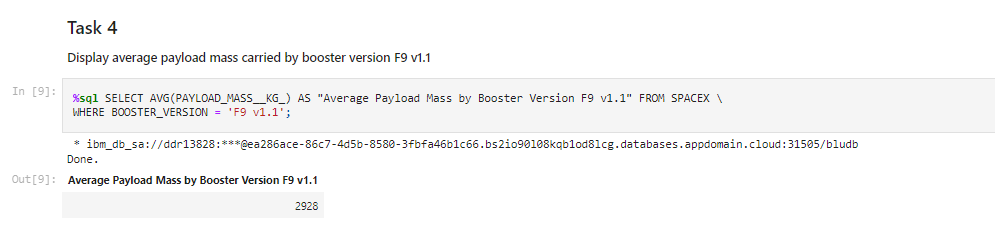 Task 4
Display average payload mass carried by booster version F9 v1.1
In [9]:
%sql SELECT AVG(PAYLOAD_MASS__KG_) AS "Average Payload Mass by Booster Version F9 v1.1" FROM SPACEX \
WHERE BOOSTER_VERSION = 'F9 v1.1';
* ibm_db_sa://ddr13828:***@ea286ace-86c7-4d5b-8580-3fbfa46b1c66.bs2io90l08kqb1od8lcg.databases.appdomain.cloud:31505/bludb
Done.
Out[9]:
Average Payload Mass by Booster Version F9 v1.1
2928